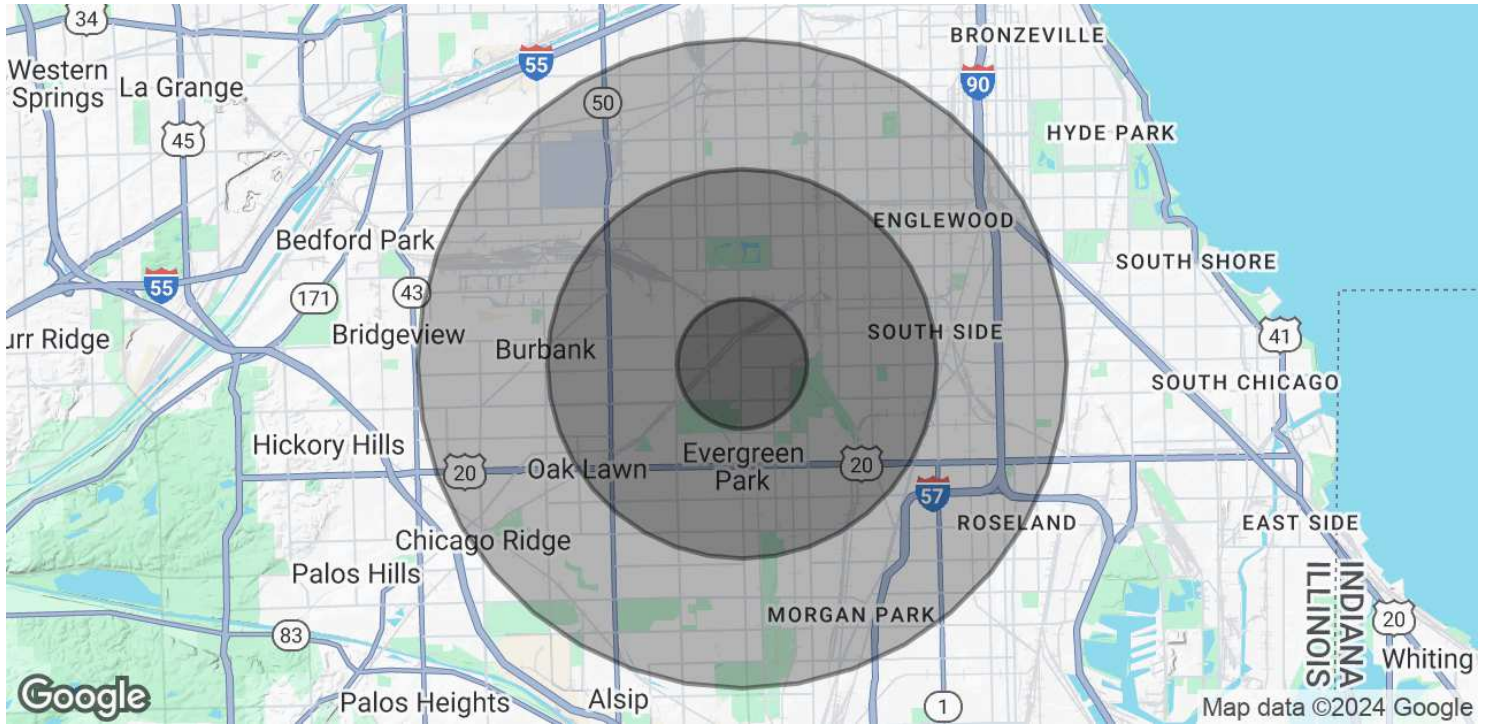 34
BRONZEVILLE
Western
Springs
La Grange
55
90
50
45
HYDE PARK
ENGLEWOOD
Bedford Park
SOUTH SHORE
55
171
43
urr Ridge
Bridgeview
Burbank
SOUTH SIDE
41
SOUTH CHICAGO
Hickory Hills
20
Oak Lawn
Evergreen
Park
20
57
ROSELAND
EAST SIDE
Chicago Ridge
Palos Hills
INDIANA
ILLINOIS
MORGAN PARK
83
20
Whiting
Google
Palos Heights
Alsip
1
Map data ©2024 Google